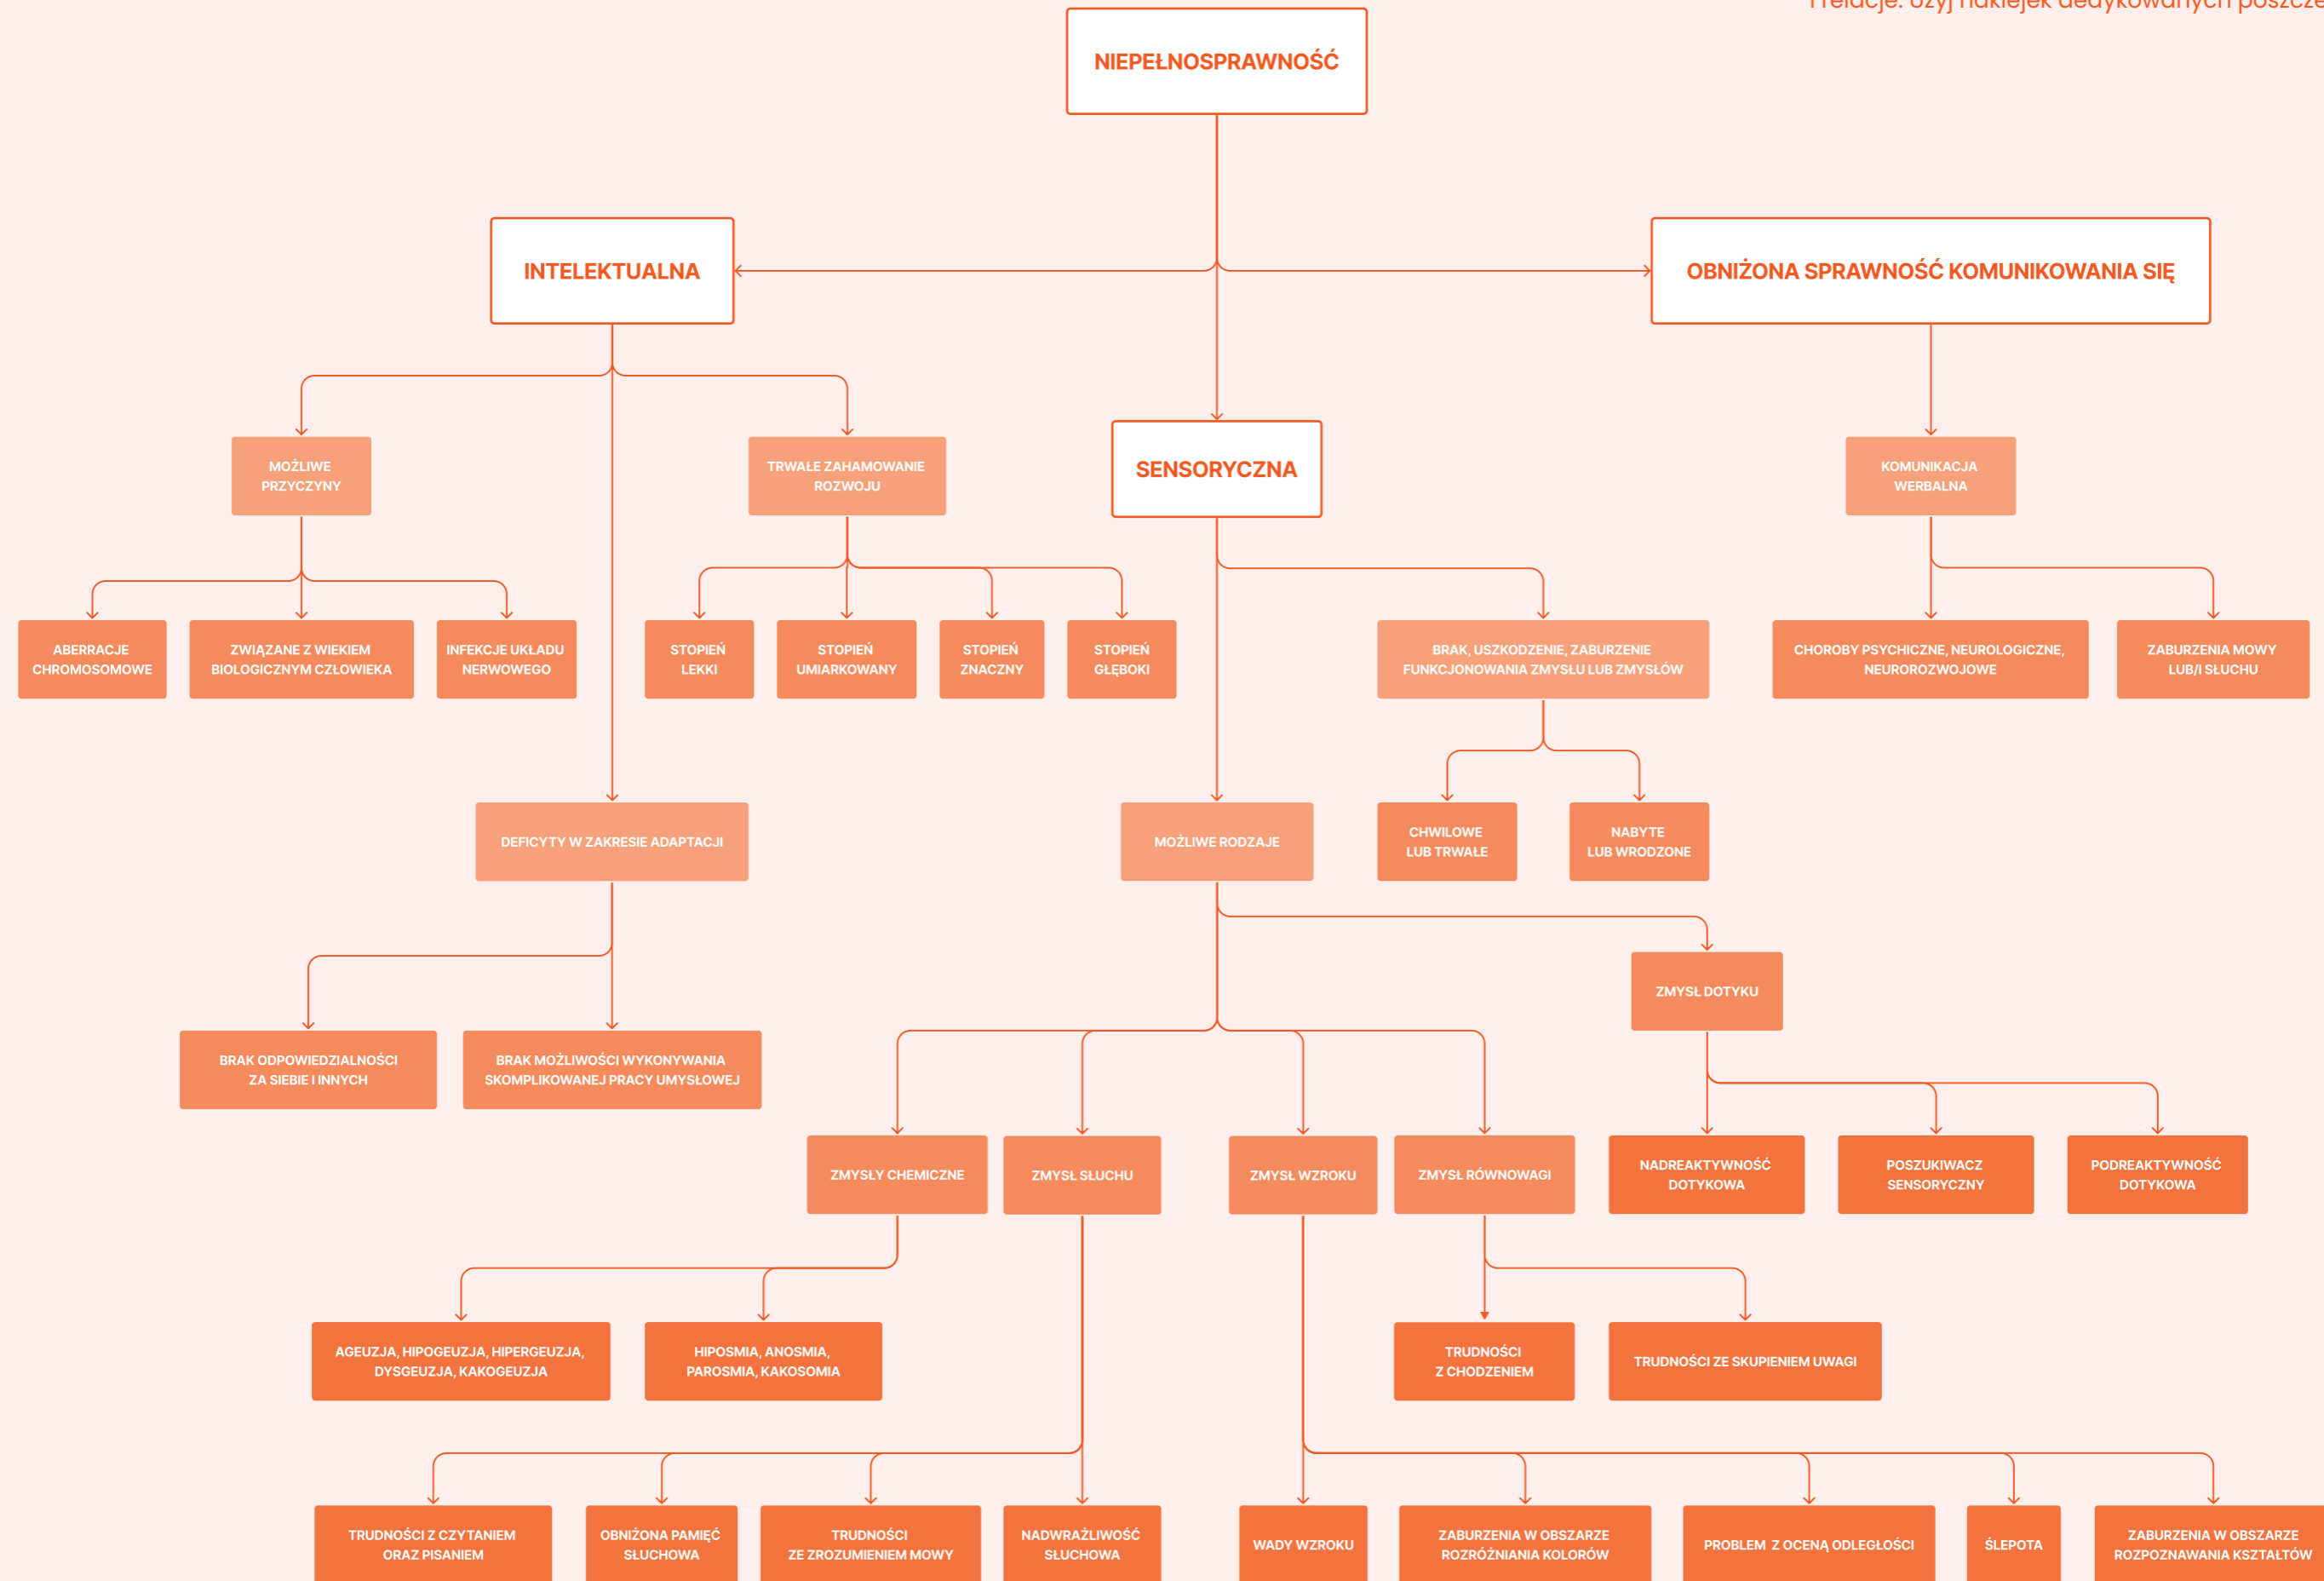 i relacje. Użyj naklejek dedykowanych
NIEPEŁNOSPRAWNOŚĆ
INTELEKTUALNA
OBNIŻONA SPRAWNOŚĆ KOMUNIKOWANIA SIĘ
MOŻLIWE
PRZYCZYNY
TRWAŁE ZAHAMOWANIE
ROZWOJU
SENSORYCZNA
KOMUNIKACJA
WERBALNA
ABERRACJE
CHROMOSOMOWE
ZWIĄZANE Z WIEKIEM
BIOLOGICZNYM CZŁOWIEKA
INFEKCJE UKŁADU
NERWOWEGO
STOPIEŃ
LEKKI
STOPIEŃ
UMIARKOWANY
STOPIEŃ
ZNACZNY
STOPIEŃ
GŁĘBOKI
BRAK, USZKODZENIE, ZABURZENIE
FUNKCJONOWANIA ZMYSŁU LUB ZMYSŁÓW
CHOROBY PSYCHICZNE, NEUROLOGICZNE,
NEUROROZWOJOWE
ZABURZENIA MOWY
LUB/I SŁUCHU
DEFICYTY W ZAKRESIE ADAPTACJI
MOŻLIWE RODZAJE
CHWILOWE
LUB TRWAŁE
NABYTE
LUB WRODZONE
ZMYSŁ DOTYKU
BRAK ODPOWIEDZIALNOŚCI
ZA SIEBIE I INNYCH
BRAK MOŻLIWOŚCI WYKONYWANIA
SKOMPLIKOWANEJ PRACY UMYSŁOWEJ
ZMYSŁY CHEMICZNE
ZMYSŁ SŁUCHU
ZMYSŁ WZROKU
ZMYSŁ RÓWNOWAGI
NADREAKTYWNOŚĆ
DOTYKOWA
POSZUKIWACZ
SENSORYCZNY
PODREAKTYWNOŚĆ
DOTYKOWA
AGEUZJA, HIPOGEUZJA, HIPERGEUZJA,
DYSGEUZJA, KAKOGEUZJA
HIPOSMIA, ANOSMIA,
PAROSMIA, KAKOSOMIA
TRUDNOŚCI
Z CHODZENIEM
TRUDNOŚCI ZE SKUPIENIEM UWAGI
TRUDNOŚCI Z CZYTANIEM
ORAZ PISANIEM
OBNIŻONA PAMIĘĆ
SŁUCHOWA
TRUDNOŚCI
ZE ZROZUMIENIEM MOWY
NADWRAŻLIWOŚĆ
SŁUCHOWA
WADY WZROKU
ZABURZENIA W OBSZARZE
ROZRÓŻNIANIA KOLORÓW
PROBLEM Z OCENĄ ODLEGŁOŚCI
ŚLEPOTA
ZABURZENIA W OBSZARZE
ROZPOZNAWANIA KSZTAŁTÓW